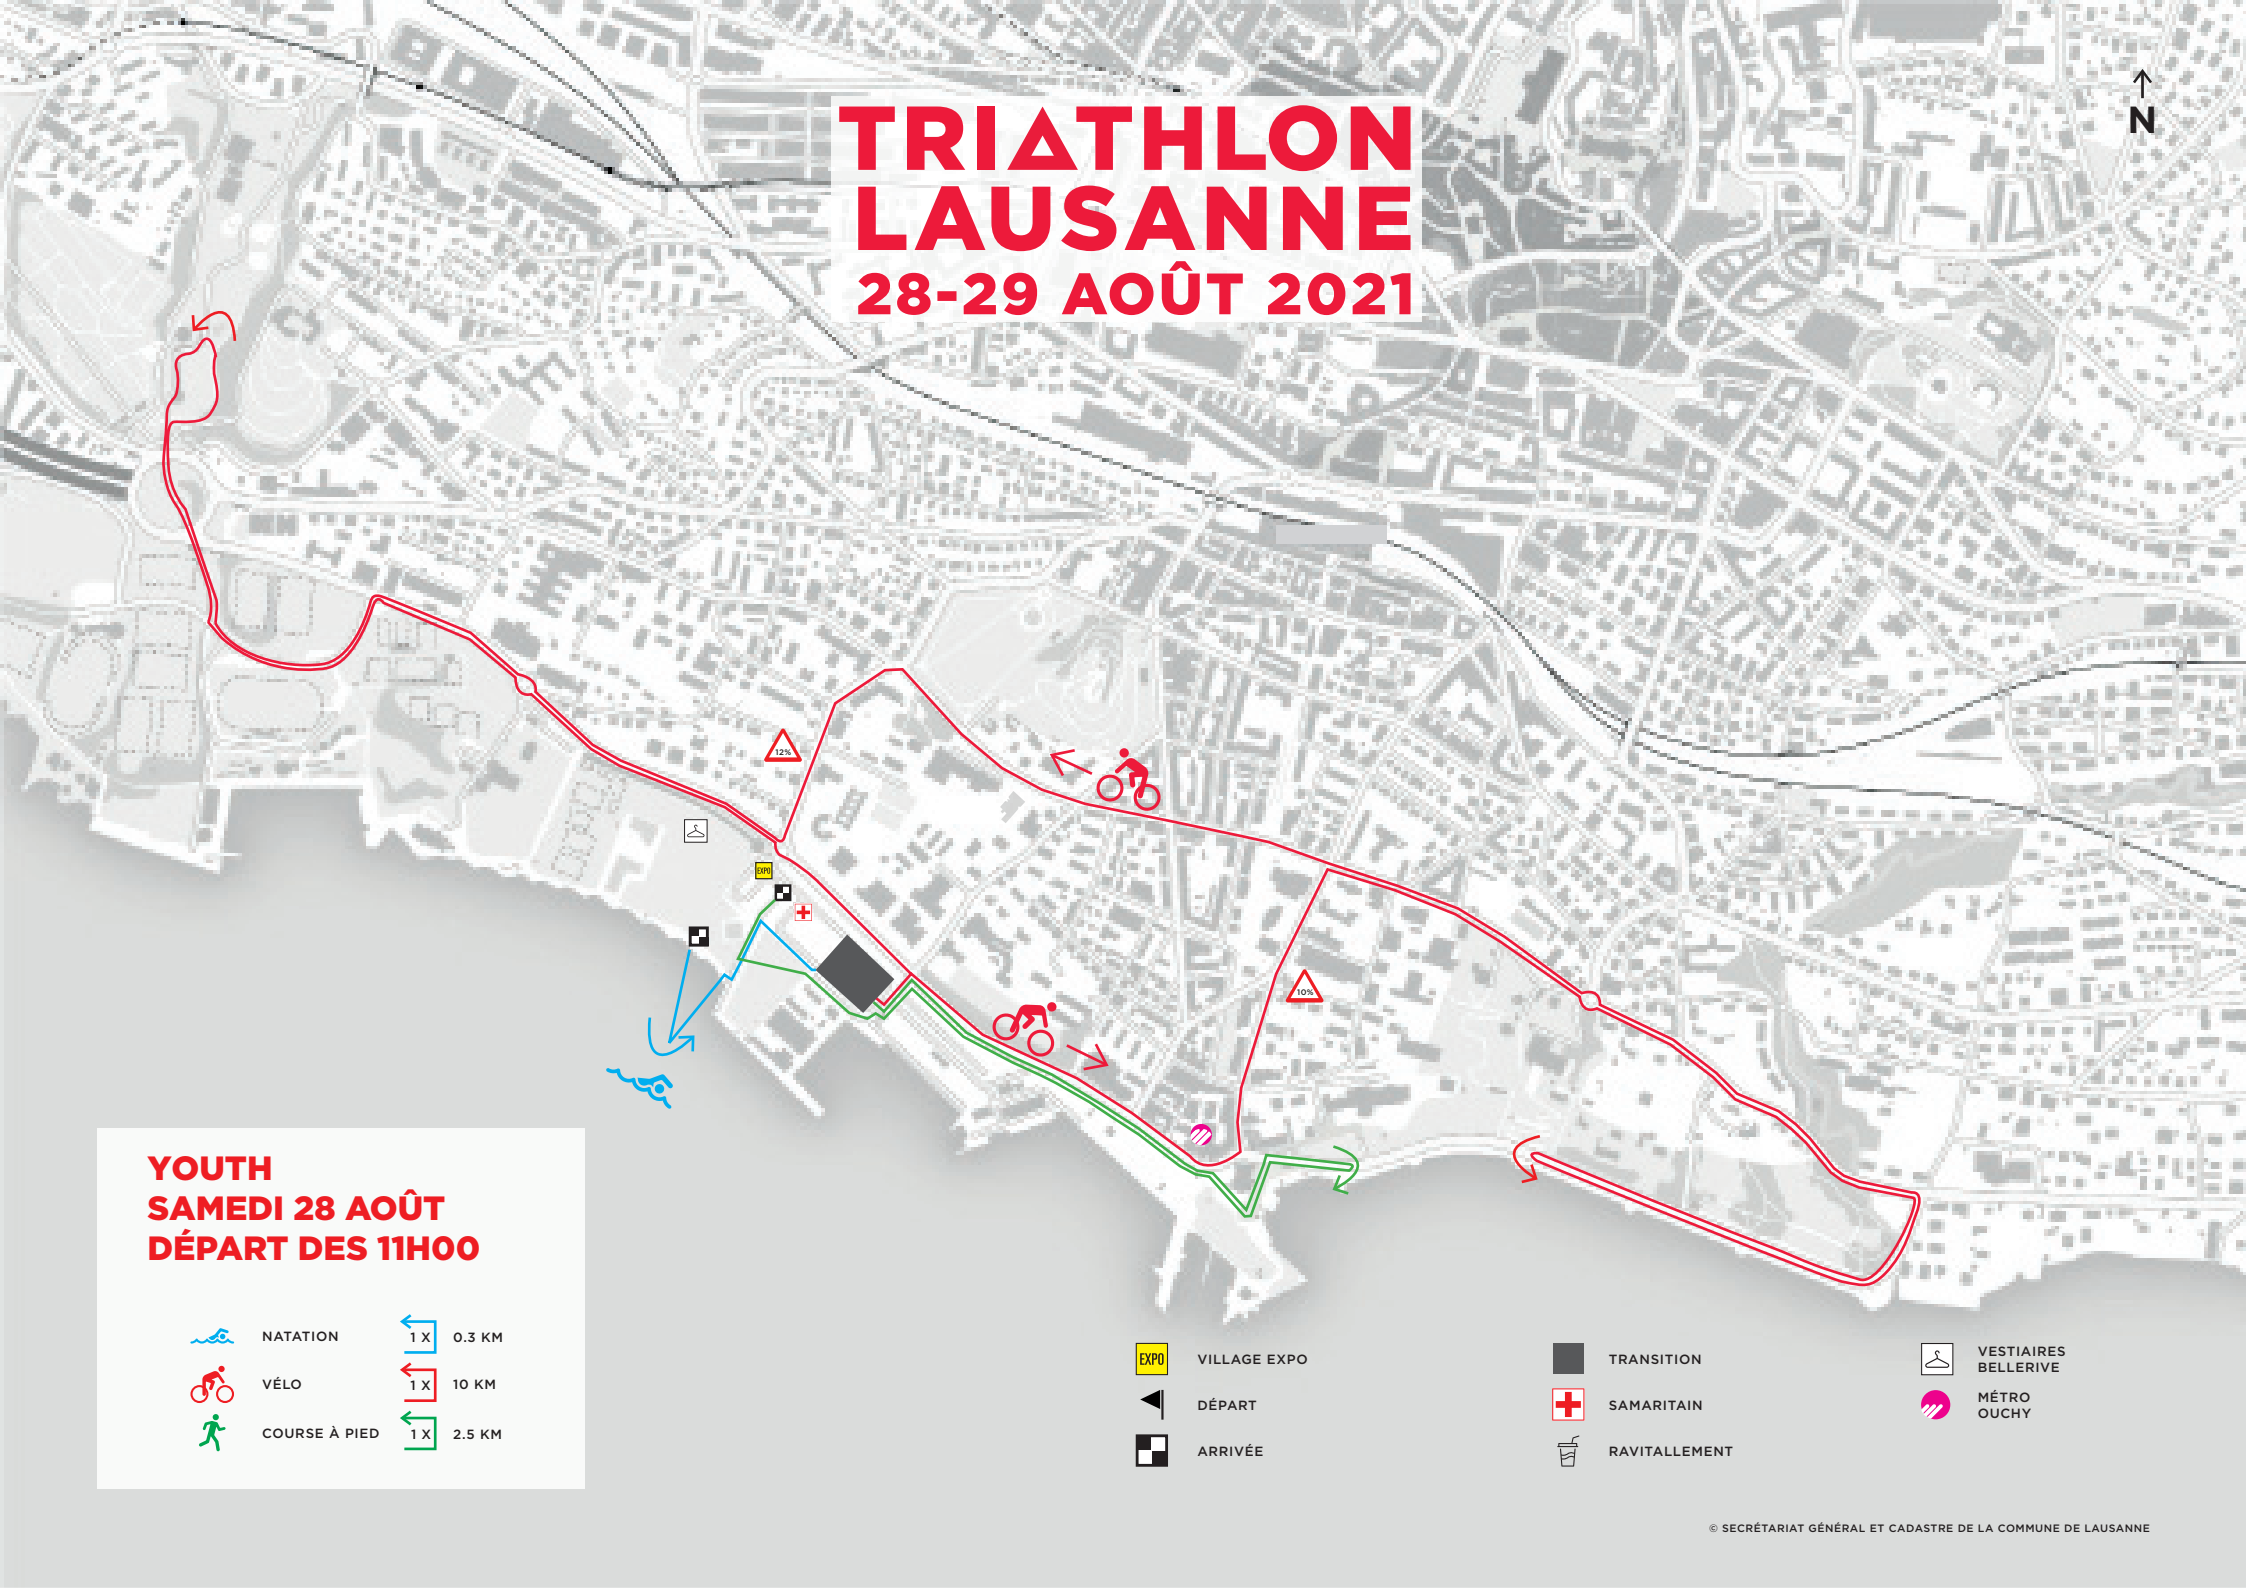 TRIATHLON
LAUSANNE
28-29 AOÛT 2021
N
12%
EXPO
10%
YOUTH
SAMEDI 28 AOÛT
DÉPART DES 11H00
NATATION 1 X 0.3 KM
VÉLO 1 X 10 KM
COURSE À PIED 1 X 2.5 KM
EXPO VILLAGE EXPO
DÉPART
ARRIVÉE
TRANSITION
SAMARITAIN
RAVITALLEMENT
VESTIAIRES
BELLERIVE
MÉTRO
OUCHY
© SECRÉTARIAT GÉNÉRAL ET CADASTRE DE LA COMMUNE DE LAUSANNE